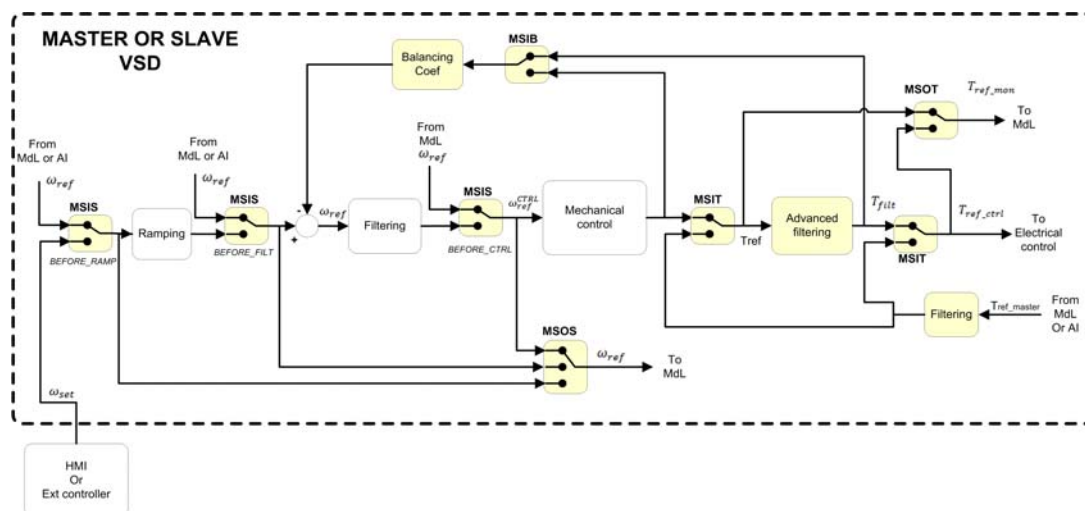 MASTER OR SLAVE
VSD
MSIB
Balancing
Coef
MSOT
T_ref_mon
To
MdL
From
MdL or AI
ω_ref
From
MdL or AI
ω_ref
From
MdL
ω_ref
MSIS
MSIS
MSIS
Ramping
BEFORE_RAMP
BEFORE_FILT
-
+
ω_ref
Filtering
BEFORE_CTRL
ω_ref^CTRL
Mechanical
control
MSIT
Tref
Advanced
filtering
T_filt
MSIT
T_ref_ctrl
To
Electrical
control
Filtering
Tref_master
From
MdL
Or AI
MSOS
ω_ref
To
MdL
ω_set
HMI
Or
Ext controller